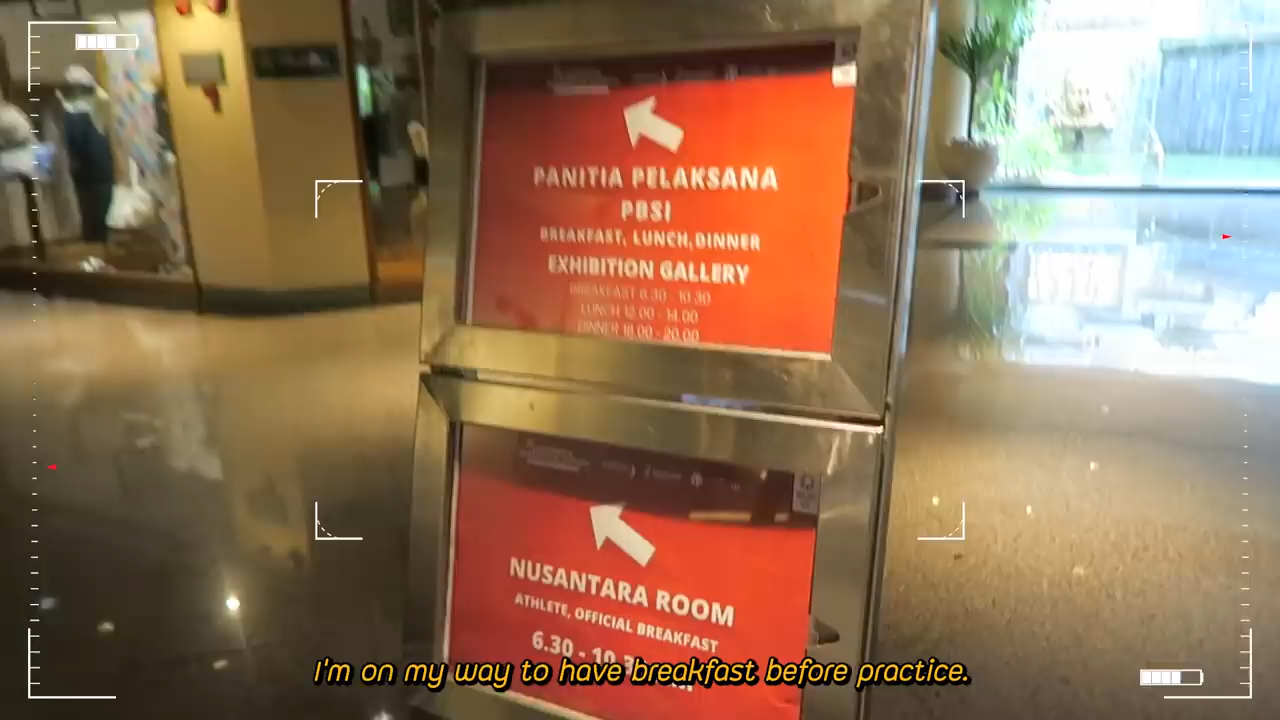 PANITIA PELAKSANA
PBSI
BREAKFAST, LUNCH, DINNER
EXHIBITION GALLERY
BREAKFAST 6.30 - 10.30
LUNCH 12.00 - 14.00
DINNER 18.00 - 20.00
NUSANTARA ROOM
ATHLETE, OFFICIAL BREAKFAST
6.30 -
I'm on my way to have breakfast before practice.